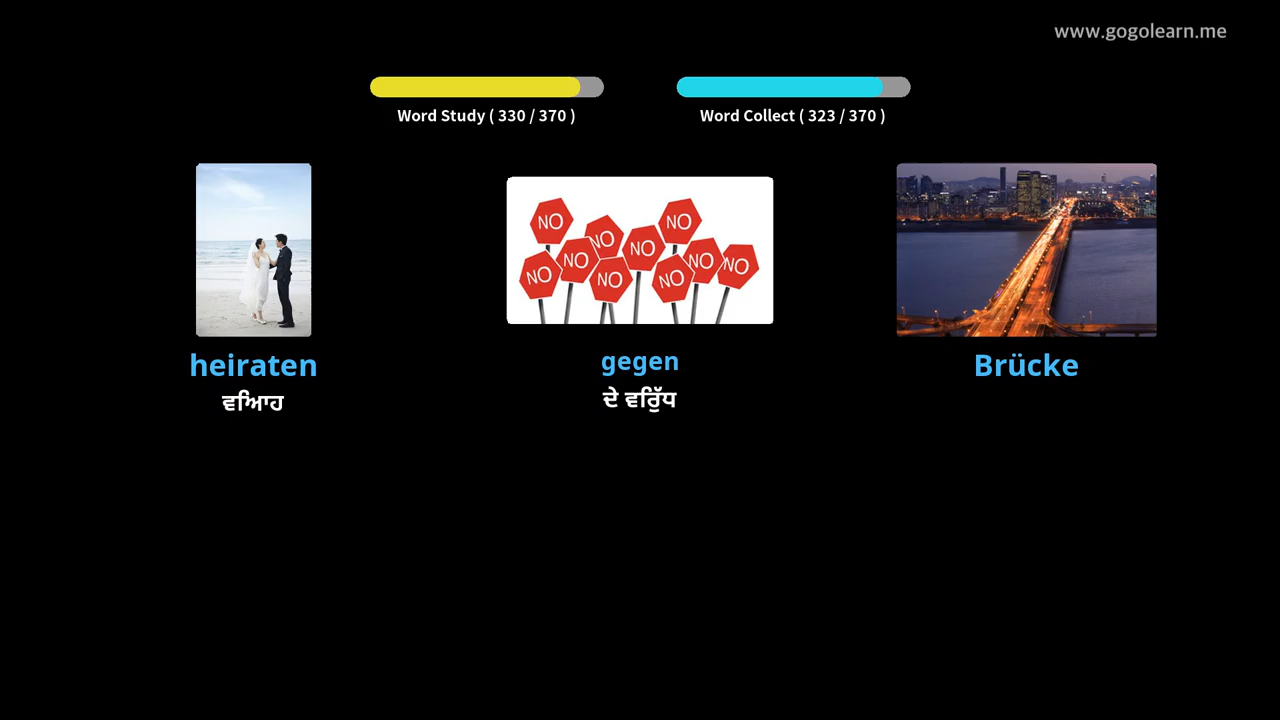 www.gogolearn.me
Word Study ( 330 / 370 )
Word Collect ( 323 / 370 )
NO
NO
NO
NO
NO
NO
NO
NO
NO
NO
heiraten
gegen
Brücke
ਵਿਆਹ
ਦੇ ਵਿਰੁੱਧ